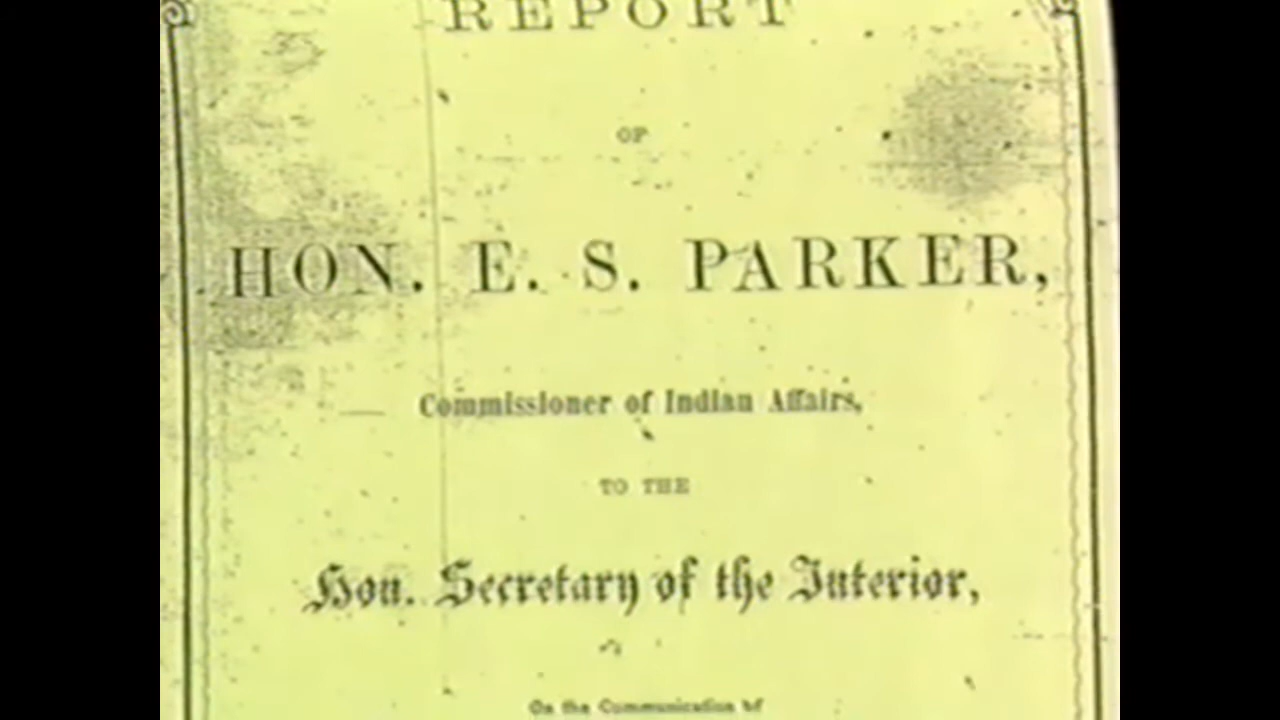 REPORT
OF
HON. E. S. PARKER,
Commissioner of Indian Affairs,
TO THE
Hon. Secretary of the Interior,
On the Communication of